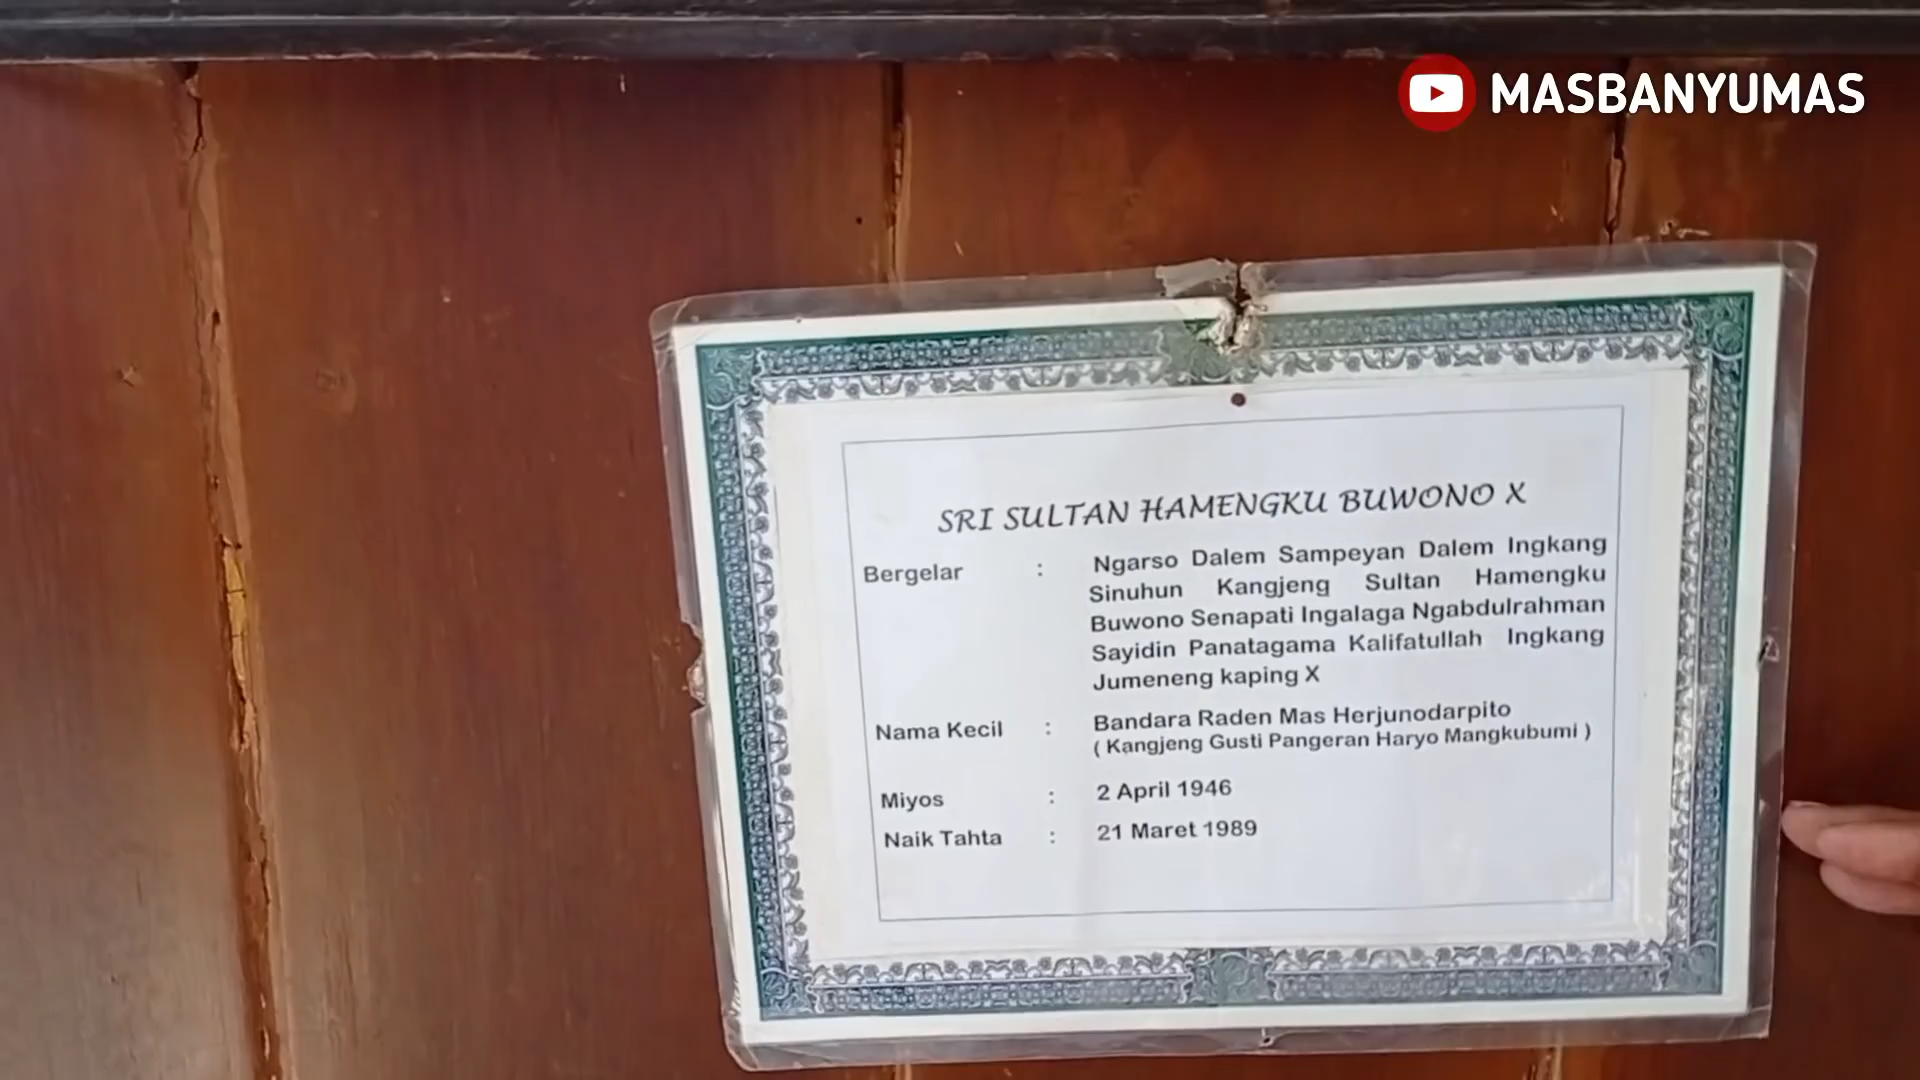 MASBANYUMAS
SRI SULTAN HAMENGKU BUWONO X
Bergelar : Ngarso Dalem Sampeyan Dalem Ingkang
Sinuhun Kangjeng Sultan Hamengku
Buwono Senapati Ingalaga Ngabdulrahman
Sayidin Panatagama Kalifatullah Ingkang
Jumeneng kaping X
Nama Kecil : Bandara Raden Mas Herjunodarpito
( Kangjeng Gusti Pangeran Haryo Mangkubumi )
Miyos : 2 April 1946
Naik Tahta : 21 Maret 1989